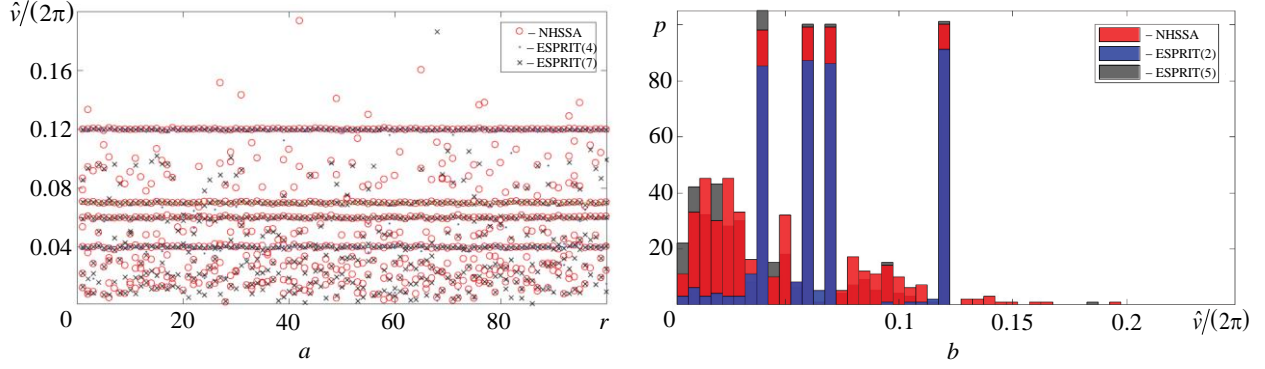 v̂/(2π)
– NHSSA
– ESPRIT(4)
– ESPRIT(7)
0.16
0.12
0.08
0.04
0
20
40
60
80
r
a
p
– NHSSA
– ESPRIT(2)
– ESPRIT(5)
80
60
40
20
0
0.1
0.15
0.2
v̂/(2π)
b